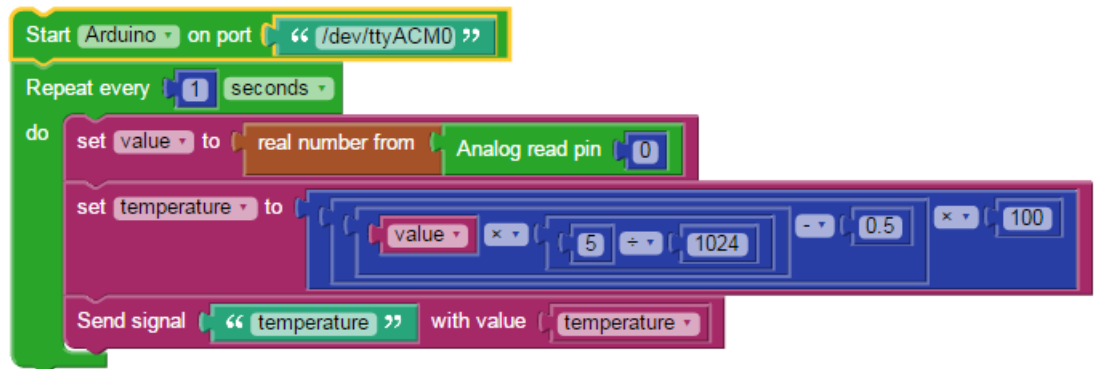 Start Arduino on port “ /dev/ttyACM0 ”
Repeat every 1 seconds
do
set value to real number from Analog read pin 0
set temperature to value × 5 ÷ 1024 - 0.5 × 100
Send signal “ temperature ” with value temperature